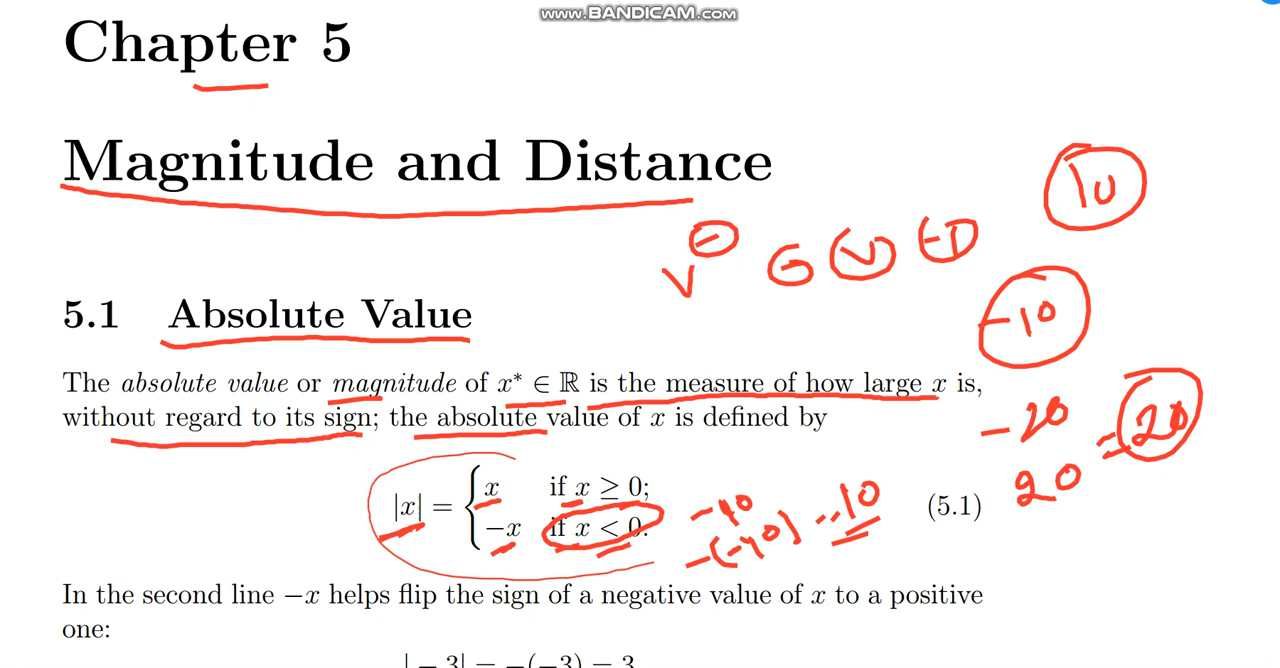 www.BANDICAM.com
Chapter 5
Magnitude and Distance
10
-10
5.1 Absolute Value
The absolute value or magnitude of x* ∈ ℝ is the measure of how large x is,
without regard to its sign; the absolute value of x is defined by
-20
= 20
20
|x| = { x if x ≥ 0;
-x if x < 0.
(5.1)
-10
-(-10)
10
In the second line −x helps flip the sign of a negative value of x to a positive
one:
| − 3| = −(−3) = 3